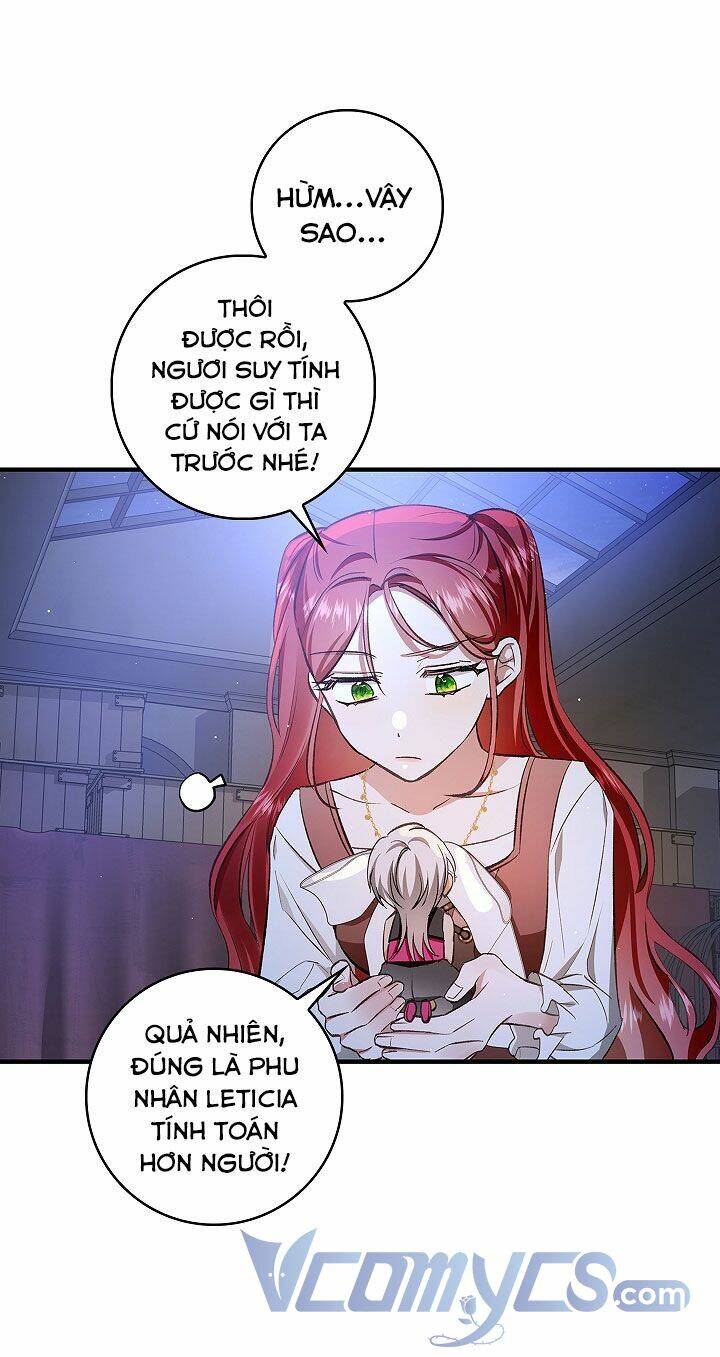 HỪM...VẬY
SAO...
THÔI
ĐƯỢC RỒI,
NGƯƠI SUY TÍNH
ĐƯỢC GÌ THÌ
CỨ NÓI VỚI TA
TRƯỚC NHÉ!
QUẢ NHIÊN,
ĐÚNG LÀ PHU
NHÂN LETICIA
TÍNH TOÁN
HƠN NGƯỜI!
VCOMYCS.com